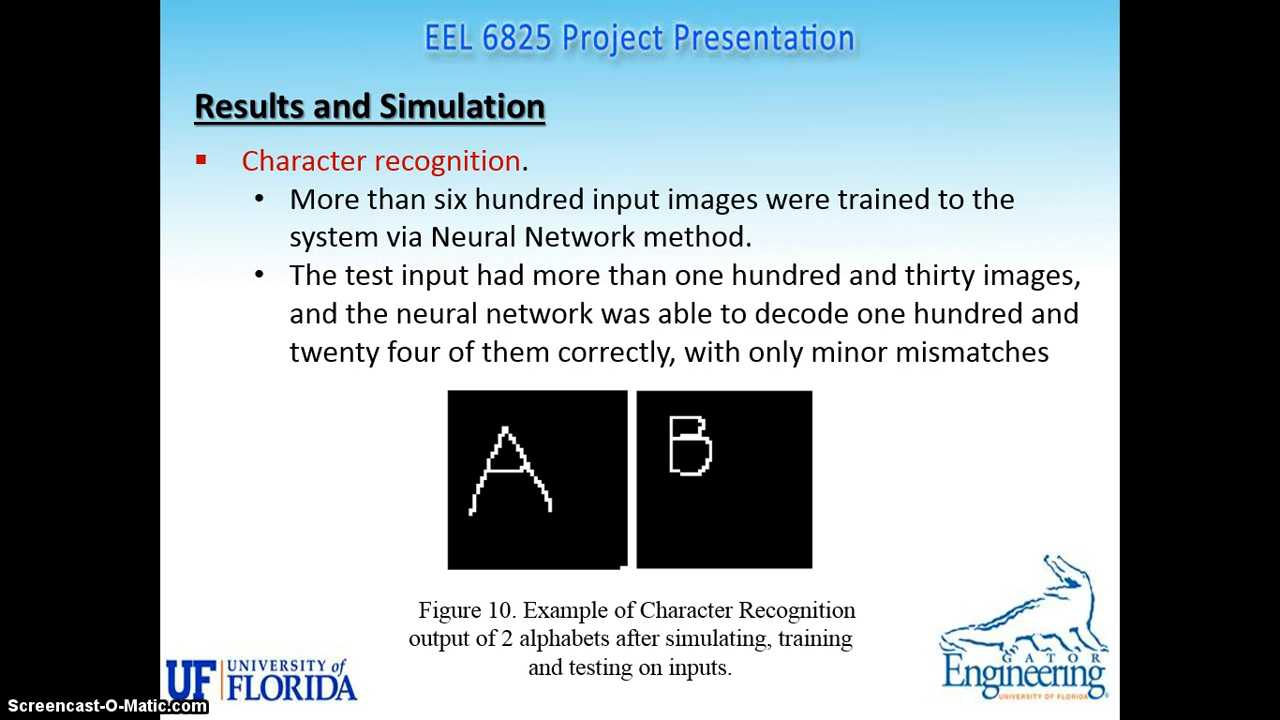 EEL 6825 Project Presentation
Results and Simulation
Character recognition.
More than six hundred input images were trained to the
system via Neural Network method.
The test input had more than one hundred and thirty images,
and the neural network was able to decode one hundred and
twenty four of them correctly, with only minor mismatches
A B
Figure 10. Example of Character Recognition
output of 2 alphabets after simulating, training
and testing on inputs.
UF UNIVERSITY of
FLORIDA
GATOR
Engineering
UNIVERSITY OF FLORIDA
Screencast-O-Matic.com